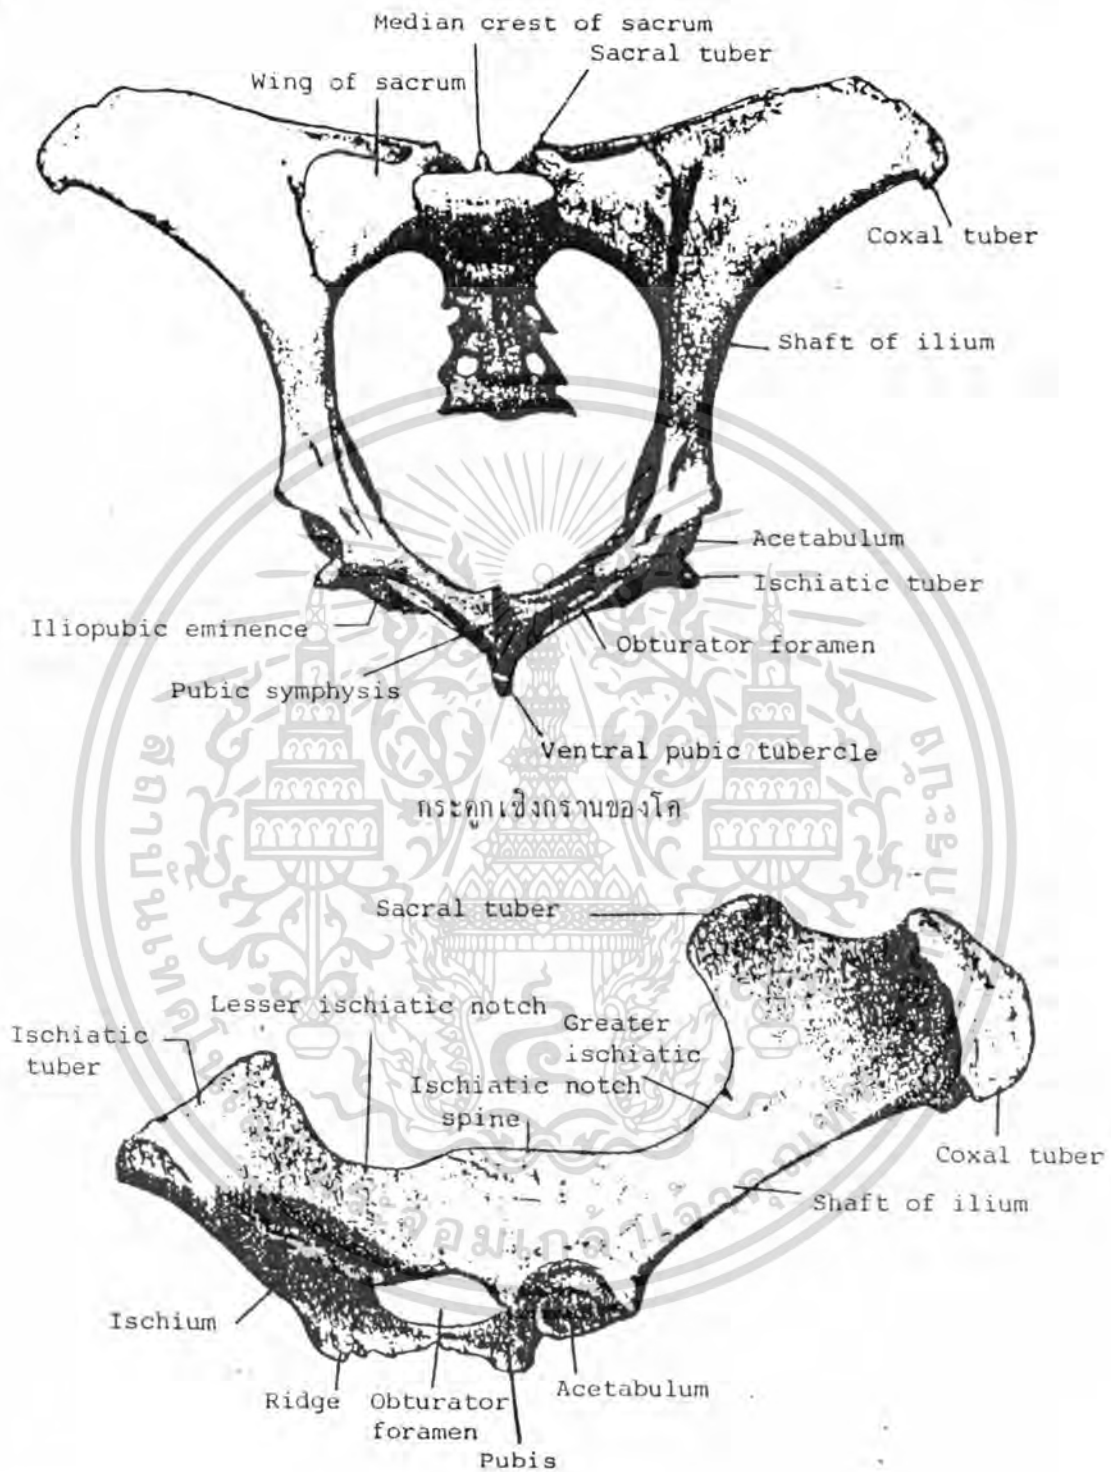 Median crest of sacrum
Sacral tuber
Wing of sacrum
Coxal tuber
Shaft of ilium
Acetabulum
Ischiatic tuber
Iliopubic eminence
Obturator foramen
Pubic symphysis
Ventral pubic tubercle
กระดูกเชิงกรานของโค
Sacral tuber
Lesser ischiatic notch
Greater
ischiatic
Ischiatic notch
spine
Ischiatic
tuber
Coxal tuber
Shaft of ilium
Ischium
Ridge
Obturator
foramen
Acetabulum
Pubis